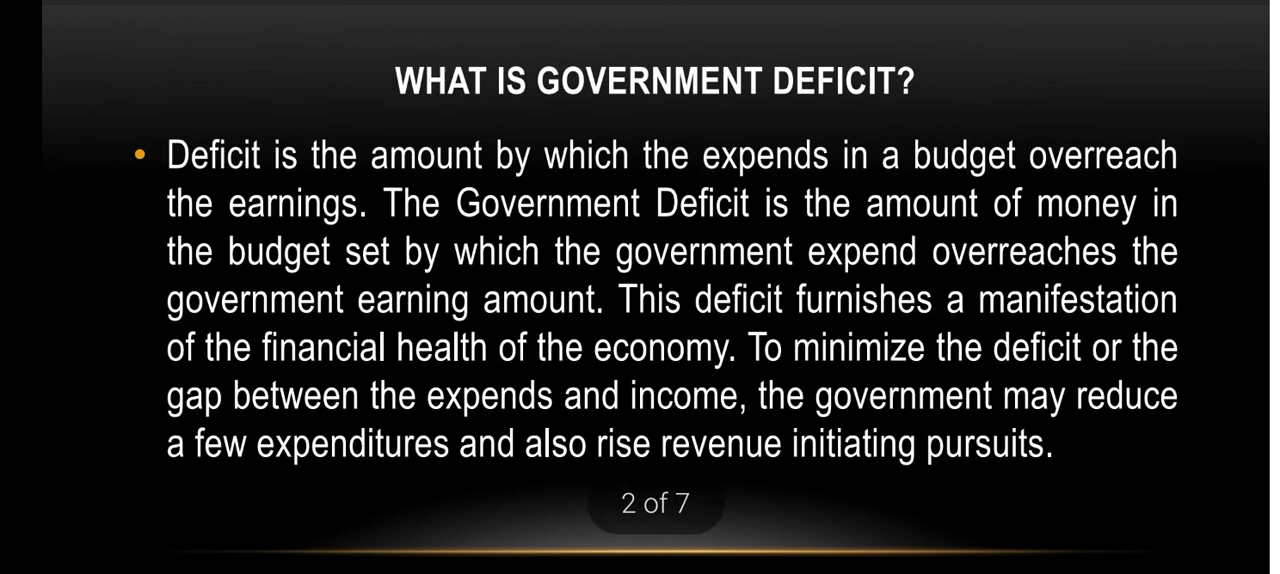 WHAT IS GOVERNMENT DEFICIT?
• Deficit is the amount by which the expends in a budget overreach
the earnings. The Government Deficit is the amount of money in
the budget set by which the government expend overreaches the
government earning amount. This deficit furnishes a manifestation
of the financial health of the economy. To minimize the deficit or the
gap between the expends and income, the government may reduce
a few expenditures and also rise revenue initiating pursuits.
2 of 7